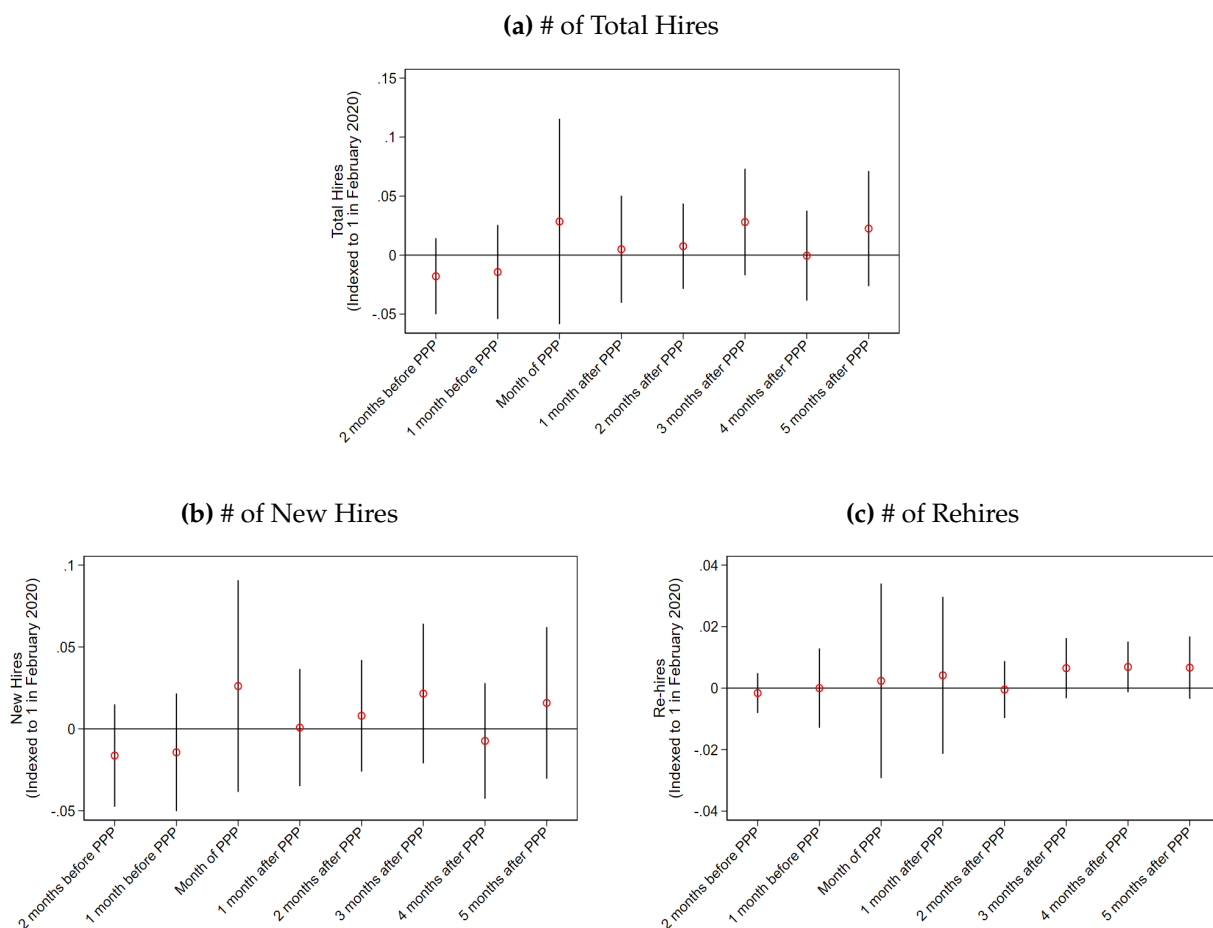 (a) # of Total Hires
Total Hires
(Indexed to 1 in February 2020)
.15
.1
.05
0
-.05
2 months before PPP
1 month before PPP
Month of PPP
1 month after PPP
2 months after PPP
3 months after PPP
4 months after PPP
5 months after PPP
(b) # of New Hires
New Hires
(Indexed to 1 in February 2020)
.1
.05
0
-.05
2 months before PPP
1 month before PPP
Month of PPP
1 month after PPP
2 months after PPP
3 months after PPP
4 months after PPP
5 months after PPP
(c) # of Rehires
Re-hires
(Indexed to 1 in February 2020)
.04
.02
0
-.02
-.04
2 months before PPP
1 month before PPP
Month of PPP
1 month after PPP
2 months after PPP
3 months after PPP
4 months after PPP
5 months after PPP